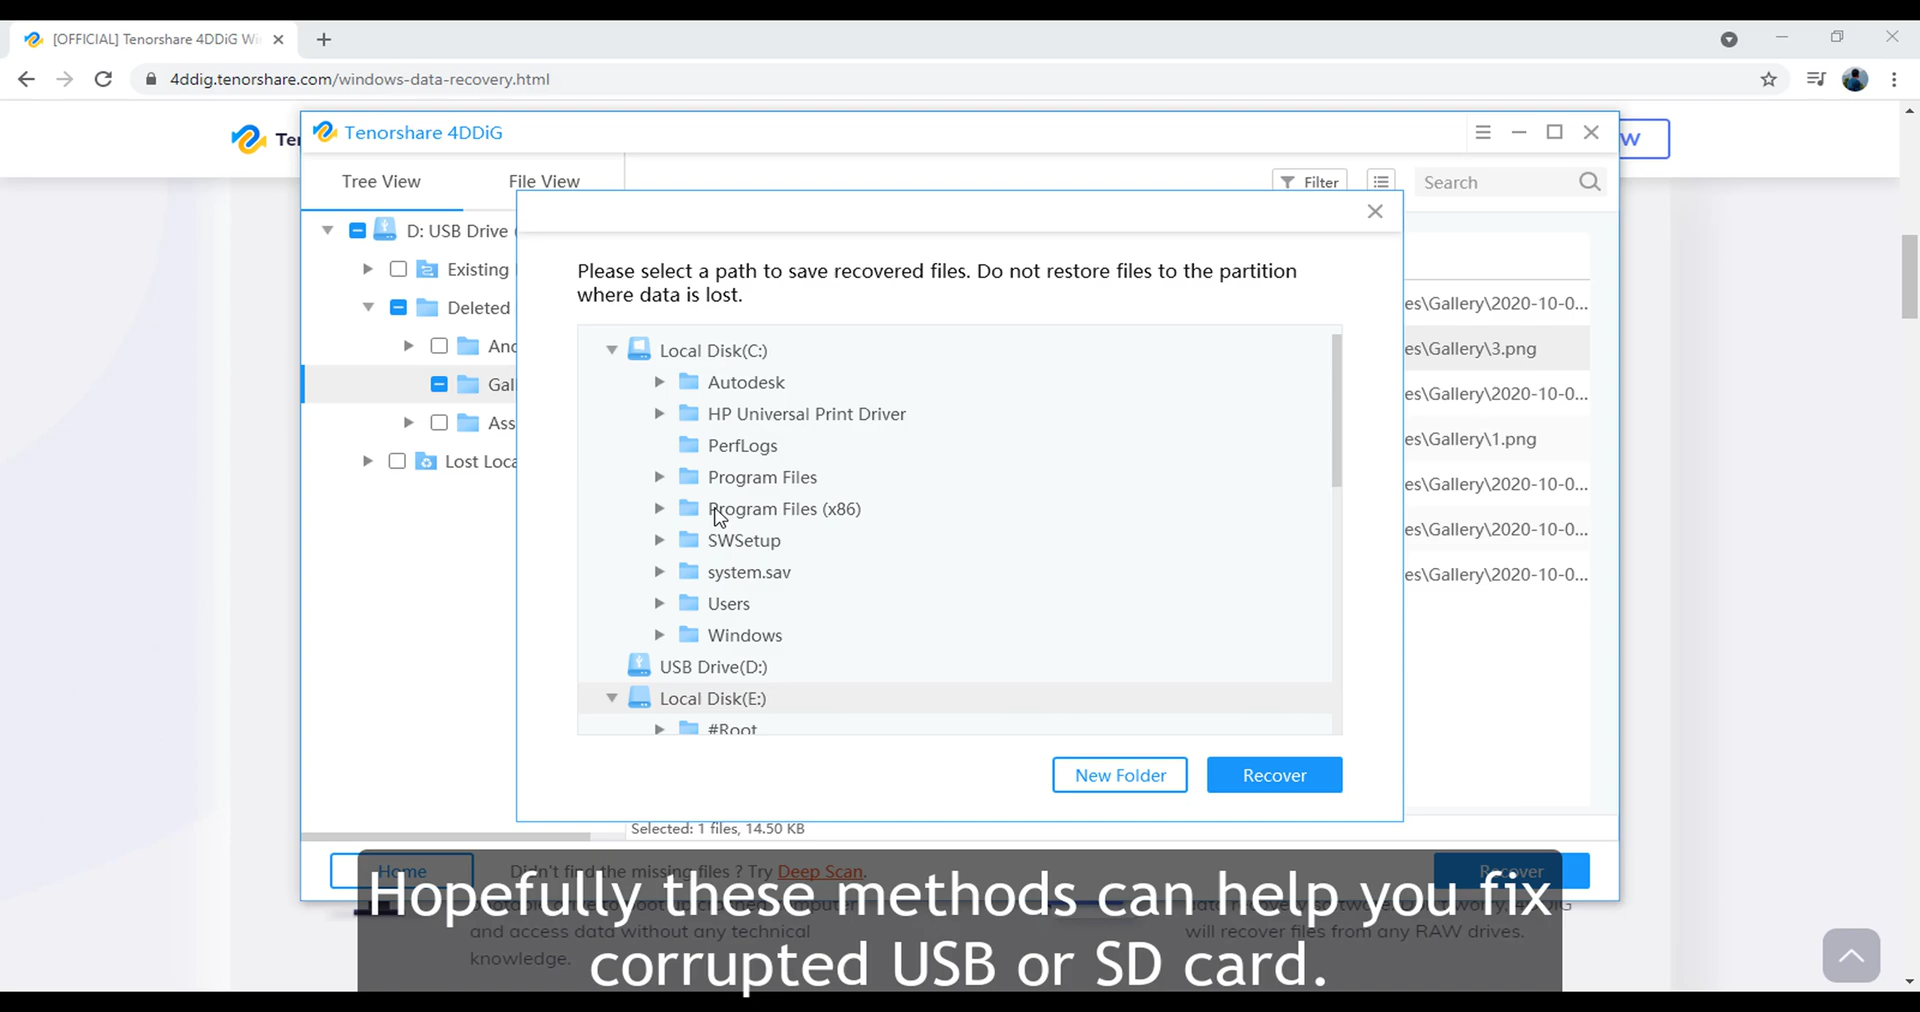 [OFFICIAL] Tenorshare 4DDiG Wi
4ddig.tenorshare.com/windows-data-recovery.html
Te
W
Tenorshare 4DDiG
Tree View
File View
Filter
Search
D: USB Drive
Existing
Deleted
And
Gal
Ass
Lost Loca
Please select a path to save recovered files. Do not restore files to the partition
where data is lost.
Local Disk(C:)
Autodesk
HP Universal Print Driver
PerfLogs
Program Files
Program Files (x86)
SWSetup
system.sav
Users
Windows
USB Drive(D:)
Local Disk(E:)
#Root
New Folder
Recover
es\Gallery\2020-10-0...
es\Gallery\3.png
es\Gallery\2020-10-0...
es\Gallery\1.png
es\Gallery\2020-10-0...
es\Gallery\2020-10-0...
es\Gallery\2020-10-0...
Selected: 1 files, 14.50 KB
Home
Didn't find the missing files ? Try Deep Scan.
Recover
and access data without any technical
knowledge.
will recover files from any RAW drives.
Hopefully these methods can help you fix
corrupted USB or SD card.